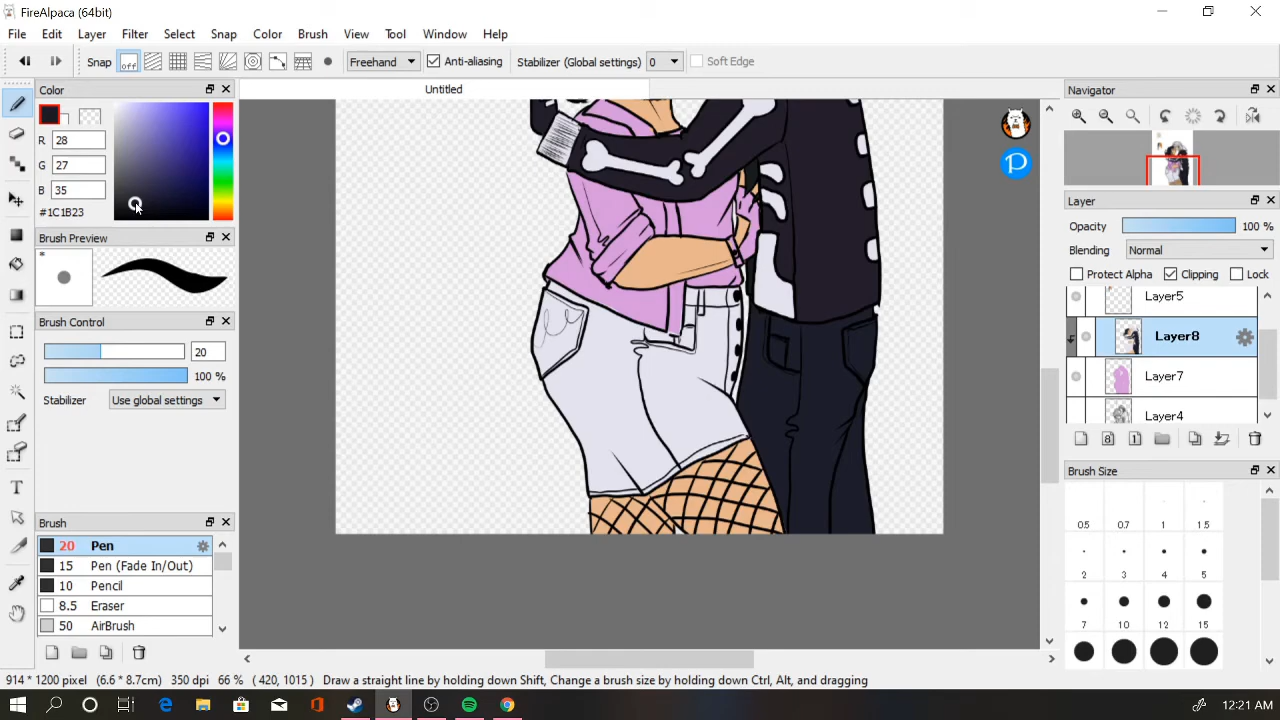 FireAlpaca (64bit)
File Edit Layer Filter Select Snap Color Brush View Tool Window Help
Snap off Freehand Anti-aliasing Stabilizer (Global settings) 0 Soft Edge
Color
R 28
G 27
B 35
#1C1B23
Brush Preview
*
Brush Control
20
100 %
Stabilizer Use global settings
Brush
20 Pen
15 Pen (Fade In/Out)
10 Pencil
8.5 Eraser
50 AirBrush
Untitled
P
Navigator
Layer
Opacity 100 %
Blending Normal
Protect Alpha Clipping Lock
Layer5
Layer8
Layer7
Layer4
8 1
Brush Size
0.5 0.7 1 1.5
2 3 4 5
7 10 12 15
914 * 1200 pixel (6.6 * 8.7cm) 350 dpi 66 % ( 420, 1015 ) Draw a straight line by holding down Shift, Change a brush size by holding down Ctrl, Alt, and dragging
12:21 AM